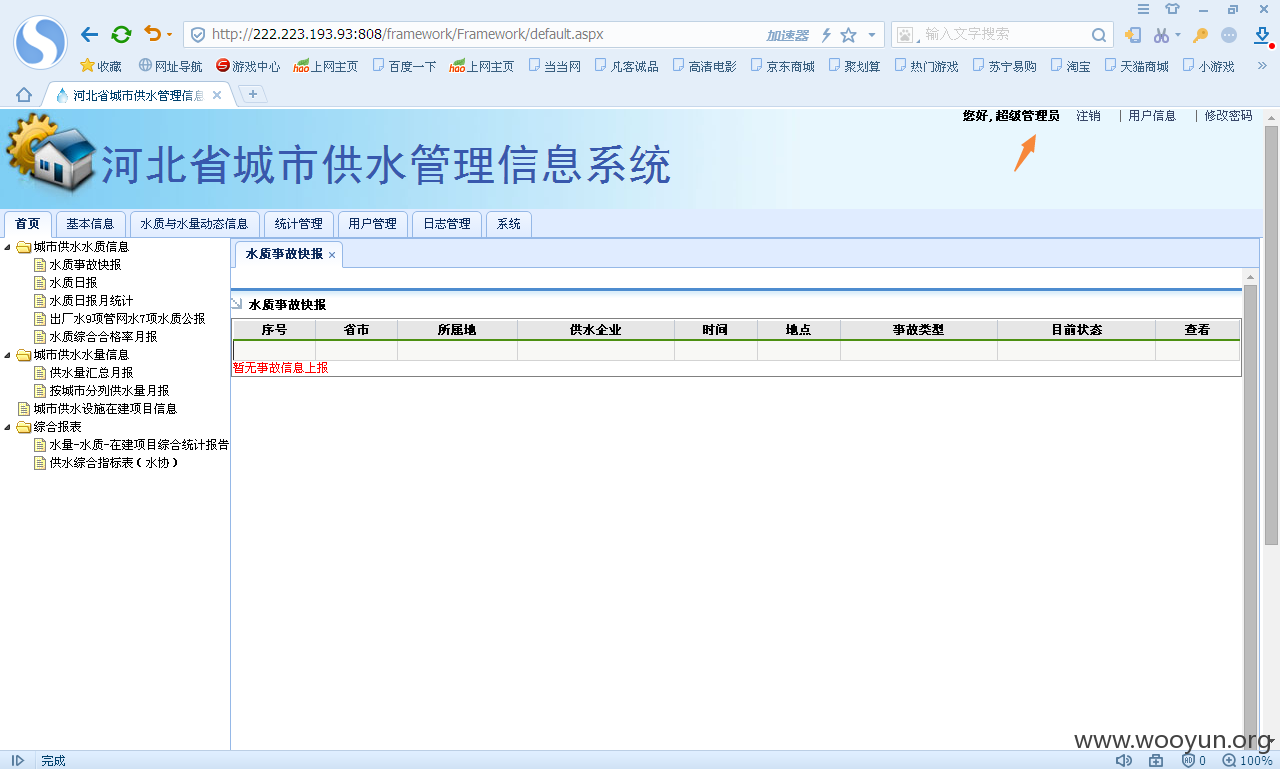 http://222.223.193.93:808/framework/Framework/default.aspx 加速器 输入文字搜索
收藏 网址导航 游戏中心 hao 上网主页 百度一下 hao 上网主页 当当网 凡客诚品 高清电影 京东商城 聚划算 热门游戏 苏宁易购 淘宝 天猫商城 小游戏 »
河北省城市供水管理信息
您好,超级管理员 注销 | 用户信息 | 修改密码
河北省城市供水管理信息系统
首页 基本信息 水质与水量动态信息 统计管理 用户管理 日志管理 系统
城市供水水质信息
水质事故快报
水质日报
水质日报月统计
出厂水9项管网水7项水质公报
水质综合合格率月报
城市供水水量信息
供水量汇总月报
按城市分列供水量月报
城市供水设施在建项目信息
综合报表
水量-水质-在建项目综合统计报告
供水综合指标表（水协）
水质事故快报
水质事故快报
序号 省市 所属地 供水企业 时间 地点 事故类型 目前状态 查看
暂无事故信息上报
www.wooyun.org
完成 0 100%